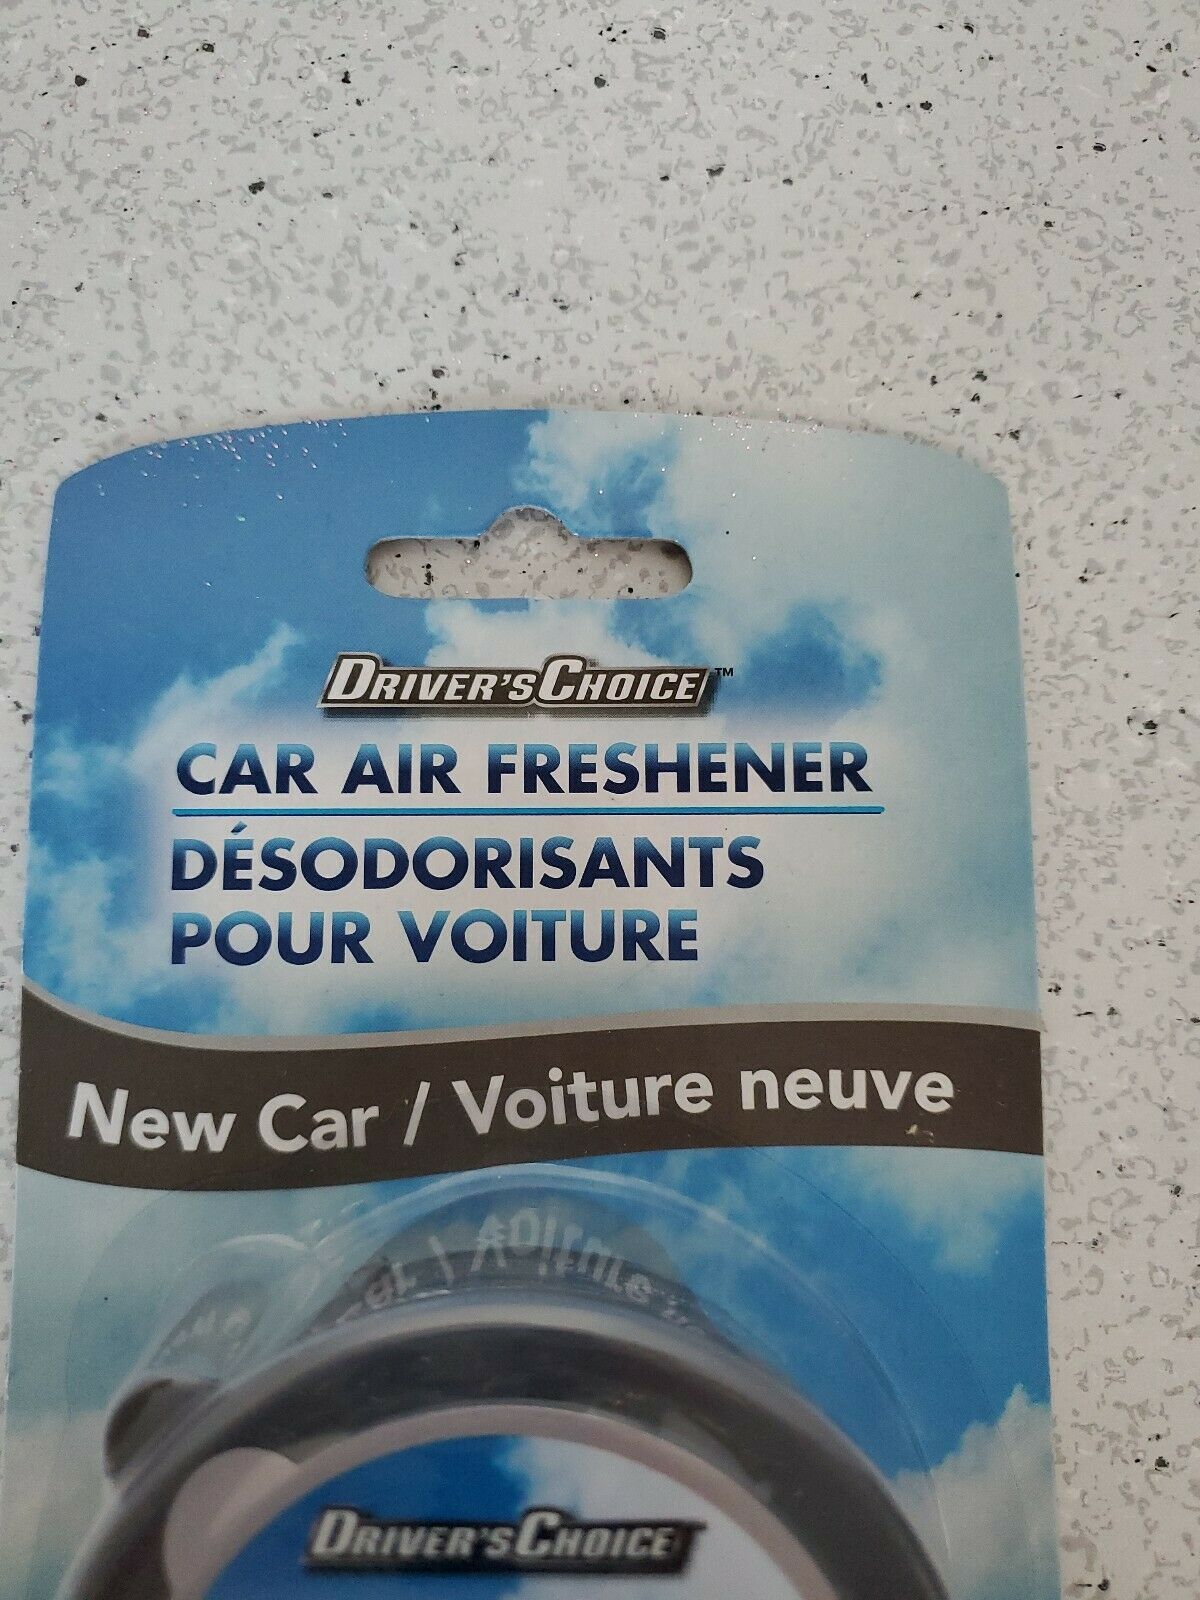 DRIVER'S CHOICE™
CAR AIR FRESHENER
DÉSODORISANTS
POUR VOITURE
New Car / Voiture neuve
DRIVER'S CHOICE